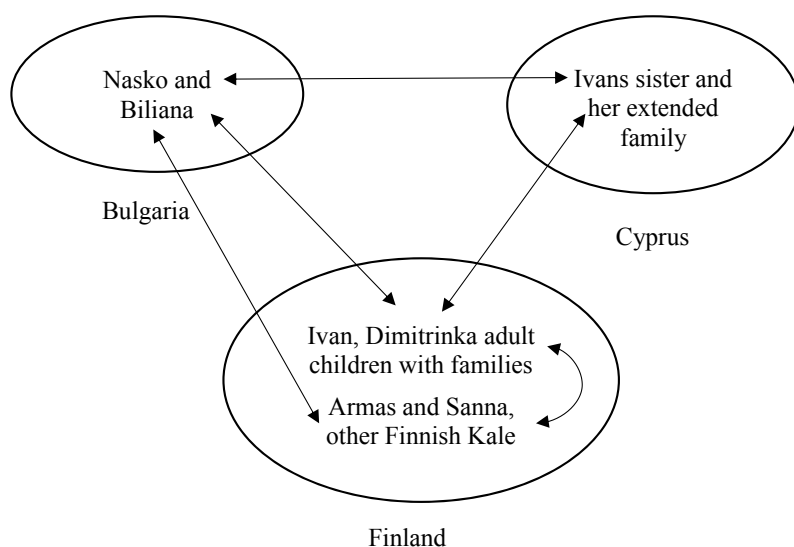 Nasko and
Biliana
Bulgaria
Ivans sister and
her extended
family
Cyprus
Ivan, Dimitrinka adult
children with families
Armas and Sanna,
other Finnish Kale
Finland